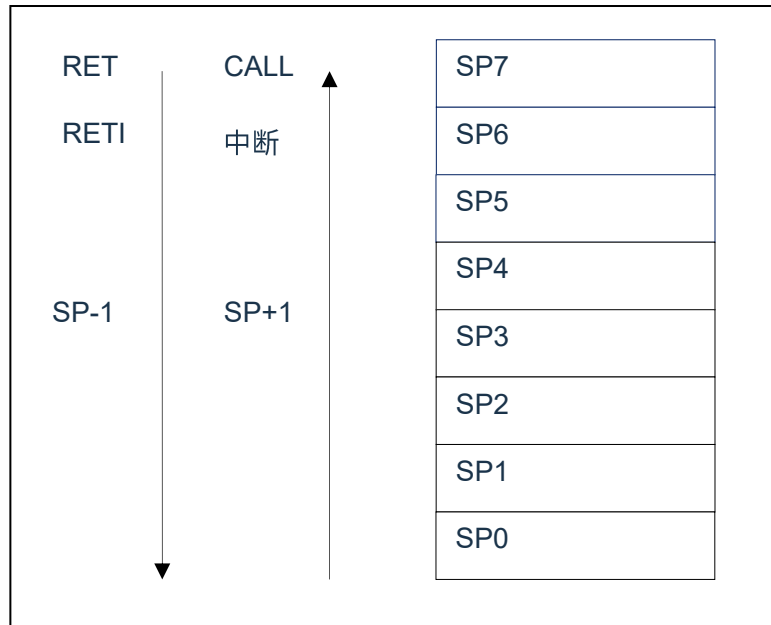 RET CALL SP7
RETI 中断 SP6
SP5
SP4
SP-1 SP+1 SP3
SP2
SP1
SP0